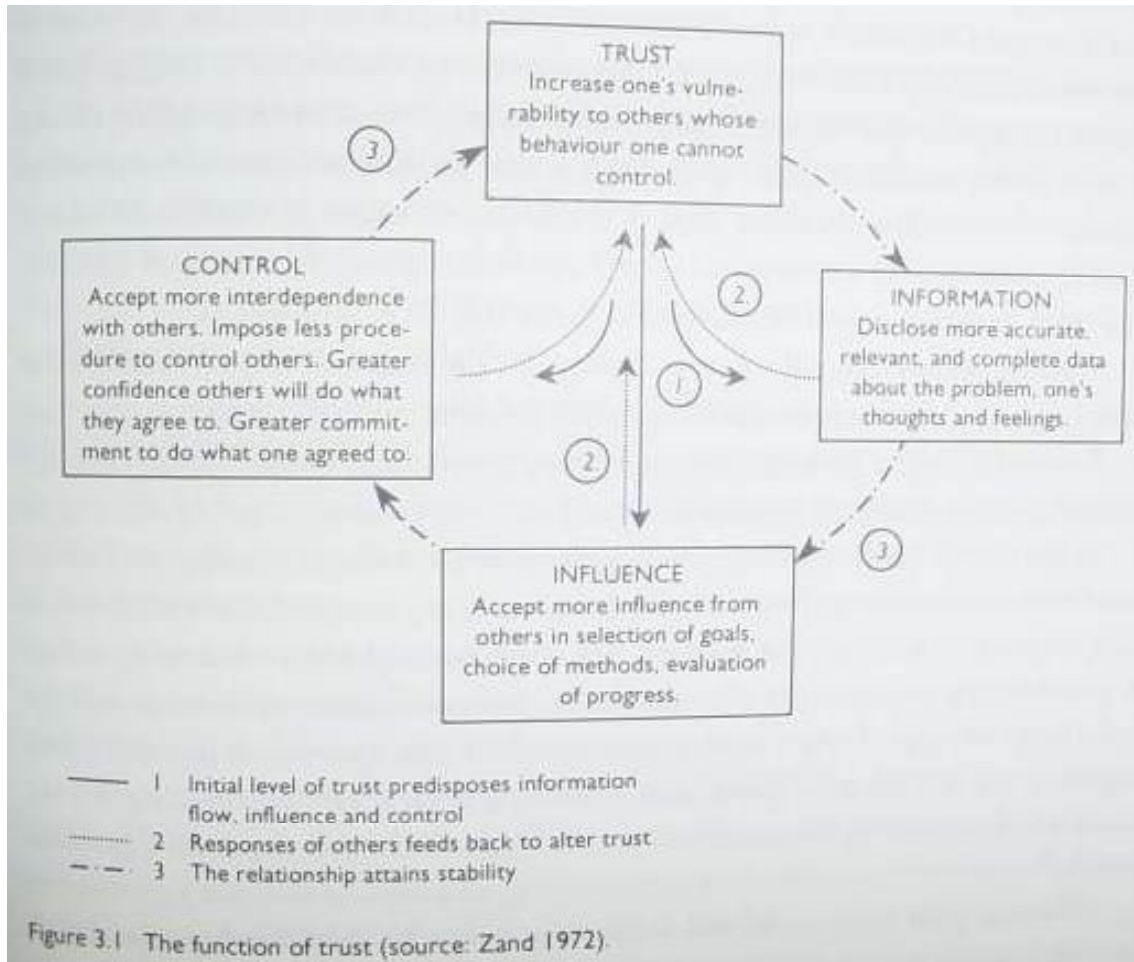 TRUST
Increase one's vulne-
rability to others whose
behaviour one cannot
control.
3
CONTROL
Accept more interdependence
with others. Impose less proce-
dure to control others. Greater
confidence others will do what
they agree to. Greater commit-
ment to do what one agreed to.
2
INFORMATION
Disclose more accurate,
relevant, and complete data
about the problem, one's
thoughts and feelings.
1
2
3
INFLUENCE
Accept more influence from
others in selection of goals,
choice of methods, evaluation
of progress.
1 Initial level of trust predisposes information
flow, influence and control
2 Responses of others feeds back to alter trust
3 The relationship attains stability
Figure 3.1 The function of trust (source: Zand 1972).